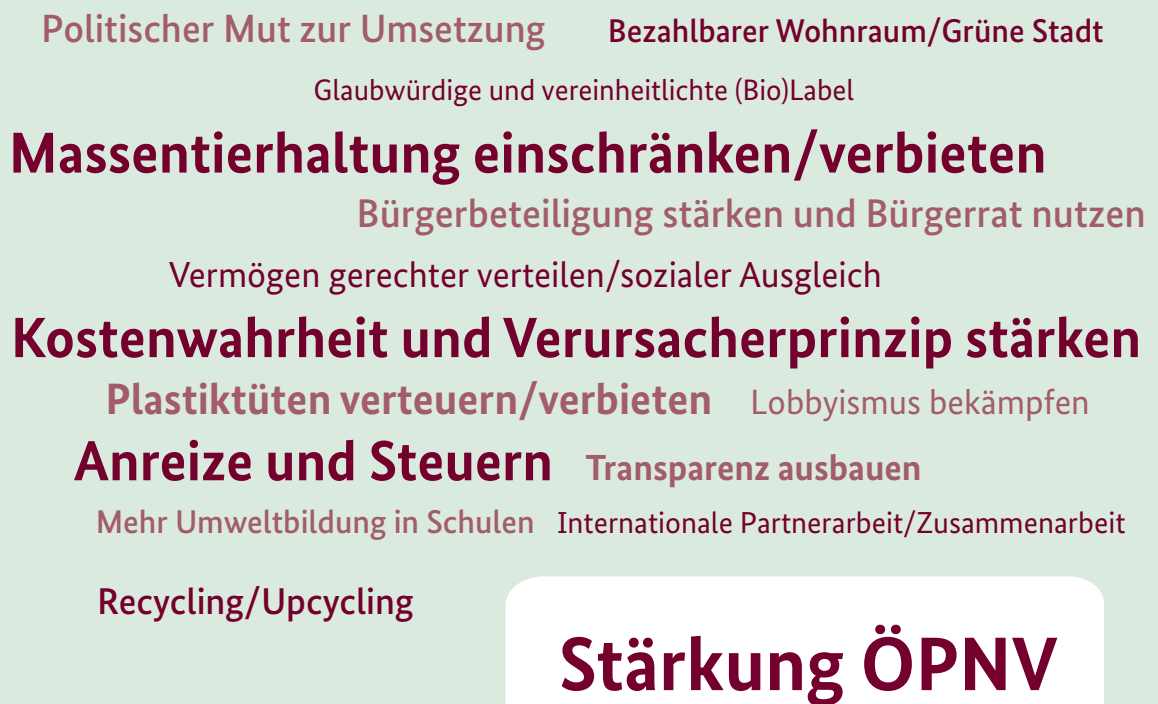 Politischer Mut zur Umsetzung Bezahlbarer Wohnraum/Grüne Stadt
Glaubwürdige und vereinheitlichte (Bio)Label
Massentierhaltung einschränken/verbieten
Bürgerbeteiligung stärken und Bürgerrat nutzen
Vermögen gerechter verteilen/sozialer Ausgleich
Kostenwahrheit und Verursacherprinzip stärken
Plastiktüten verteuern/verbieten Lobbyismus bekämpfen
Anreize und Steuern Transparenz ausbauen
Mehr Umweltbildung in Schulen Internationale Partnerarbeit/Zusammenarbeit
Recycling/Upcycling
Stärkung ÖPNV